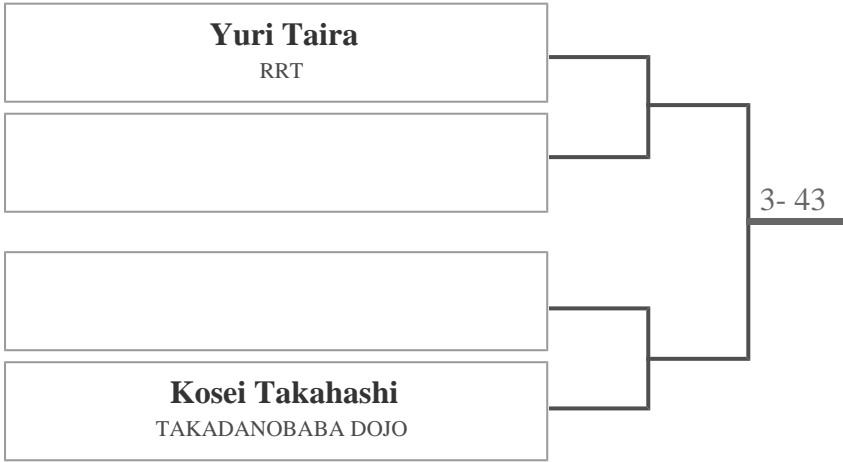 Yuri Taira
RRT
3- 43
Kosei Takahashi
TAKADANOBABA DOJO